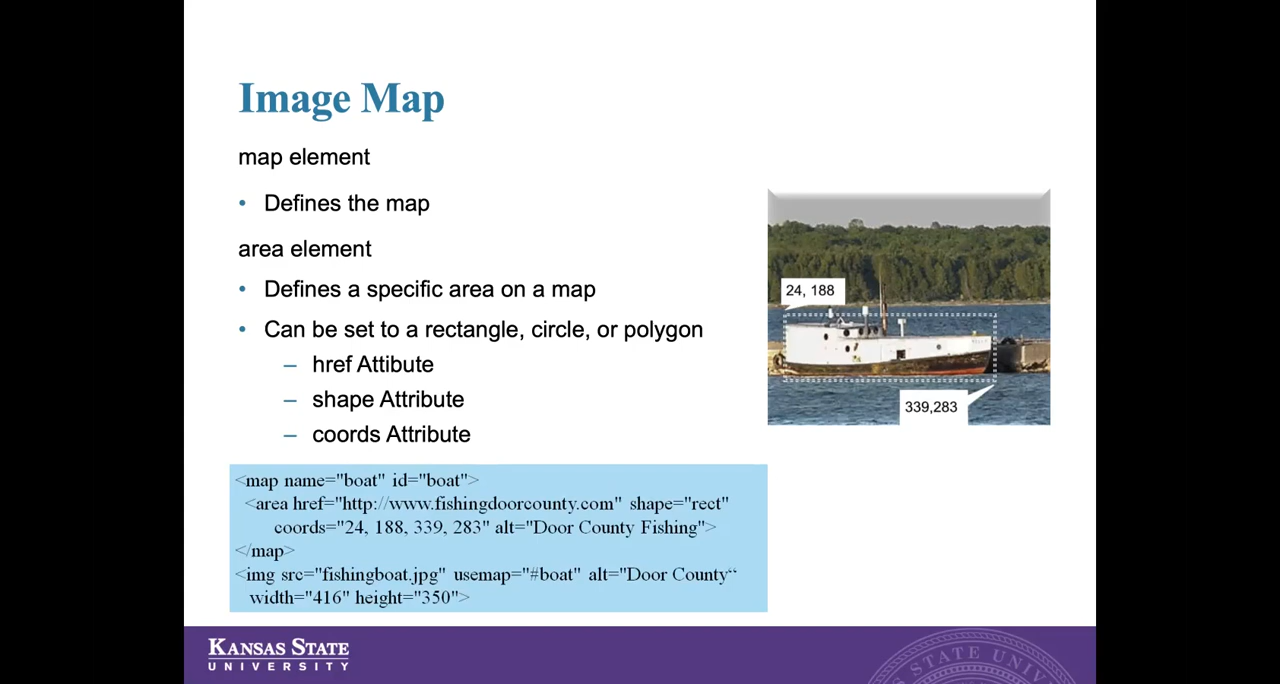 Image Map
map element
• Defines the map
area element
• Defines a specific area on a map
• Can be set to a rectangle, circle, or polygon
– href Attibute
– shape Attribute
– coords Attribute
24, 188
339,283
<map name="boat" id="boat">
<area href="http://www.fishingdoorcounty.com" shape="rect"
coords="24, 188, 339, 283" alt="Door County Fishing">
</map>
<img src="fishingboat.jpg" usemap="#boat" alt="Door County“
width="416" height="350">
KANSAS STATE
UNIVERSITY
STATE UNIV